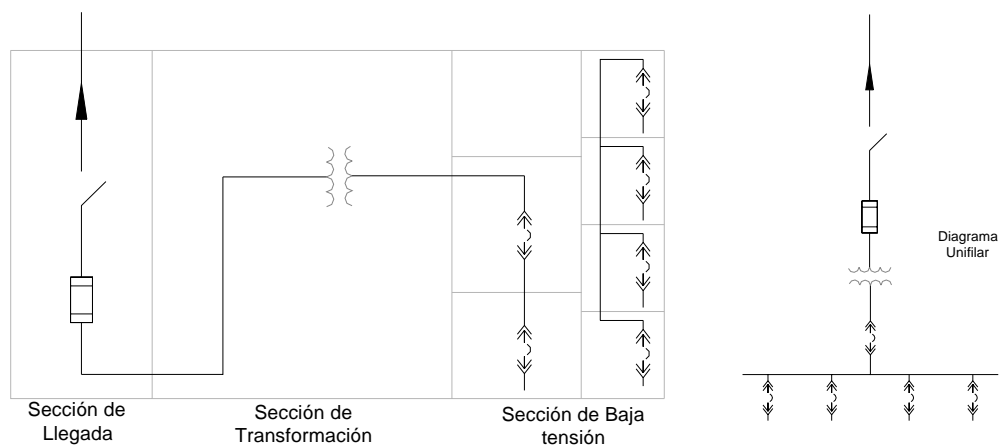 Diagrama
Unifilar
Sección de
Llegada
Sección de
Transformación
Sección de Baja
tensión